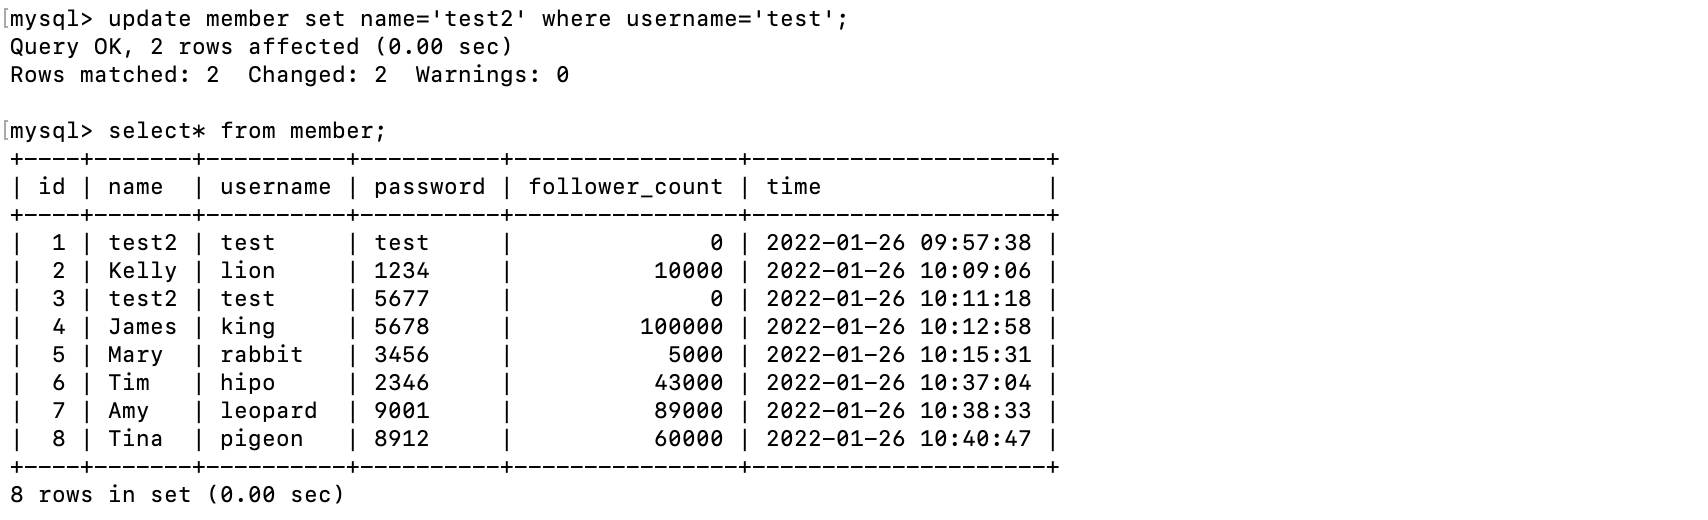 [mysql> update member set name='test2' where username='test';
Query OK, 2 rows affected (0.00 sec)
Rows matched: 2  Changed: 2  Warnings: 0

[mysql> select* from member;
+----+-------+----------+----------+----------------+---------------------+
| id | name  | username | password | follower_count | time                |
+----+-------+----------+----------+----------------+---------------------+
|  1 | test2 | test     | test     |              0 | 2022-01-26 09:57:38 |
|  2 | Kelly | lion     | 1234     |          10000 | 2022-01-26 10:09:06 |
|  3 | test2 | test     | 5677     |              0 | 2022-01-26 10:11:18 |
|  4 | James | king     | 5678     |         100000 | 2022-01-26 10:12:58 |
|  5 | Mary  | rabbit   | 3456     |           5000 | 2022-01-26 10:15:31 |
|  6 | Tim   | hipo     | 2346     |          43000 | 2022-01-26 10:37:04 |
|  7 | Amy   | leopard  | 9001     |          89000 | 2022-01-26 10:38:33 |
|  8 | Tina  | pigeon   | 8912     |          60000 | 2022-01-26 10:40:47 |
+----+-------+----------+----------+----------------+---------------------+
8 rows in set (0.00 sec)